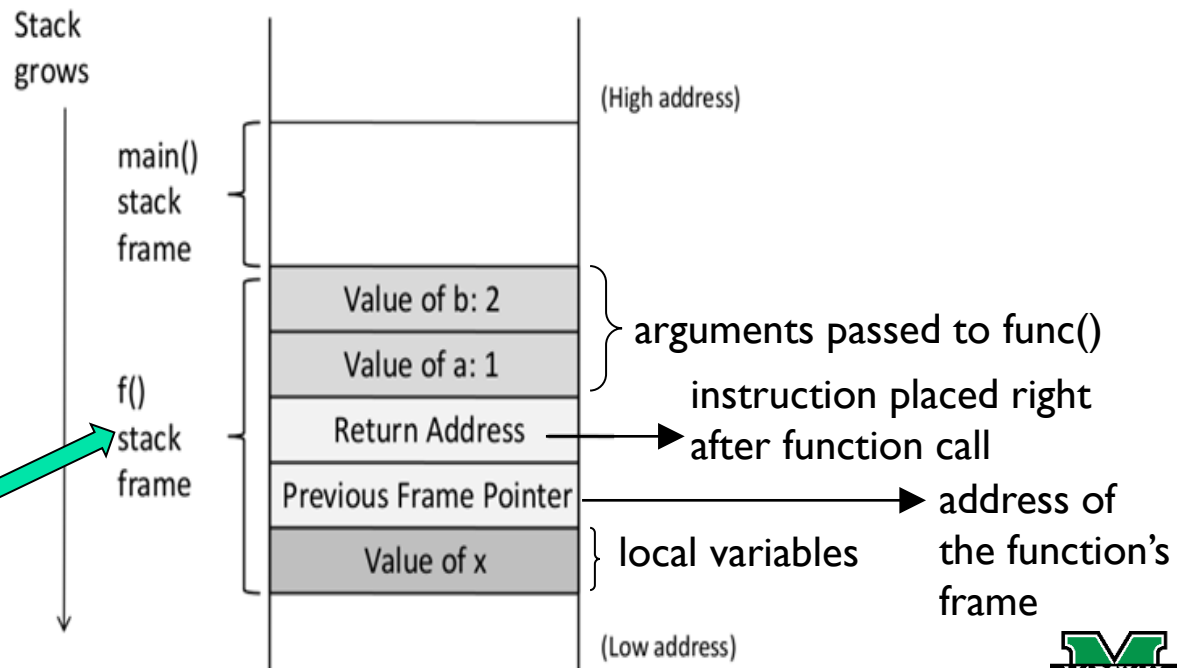 Stack
grows
(High address)
main()
stack
frame
Value of b: 2
Value of a: 1
arguments passed to func()
f()
stack
frame
Return Address
instruction placed right
after function call
Previous Frame Pointer
address of
the function's
frame
Value of x
local variables
(Low address)